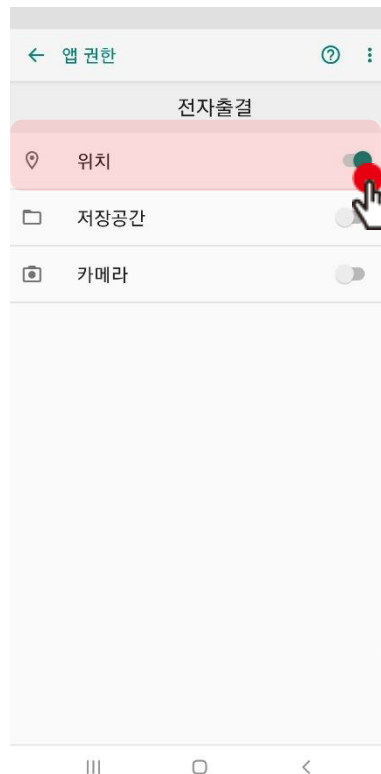 앱 권한
전자출결
위치
저장공간
카메라